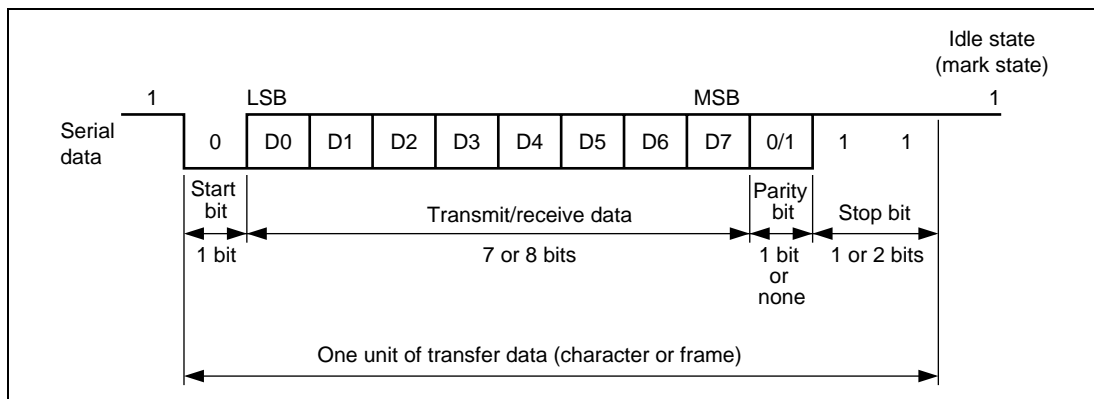 Idle state
(mark state)
1 LSB MSB 1
Serial
data
0 D0 D1 D2 D3 D4 D5 D6 D7 0/1 1 1
Start
bit
Transmit/receive data
Parity
bit
Stop bit
1 bit
7 or 8 bits
1 bit
or
none
1 or 2 bits
One unit of transfer data (character or frame)